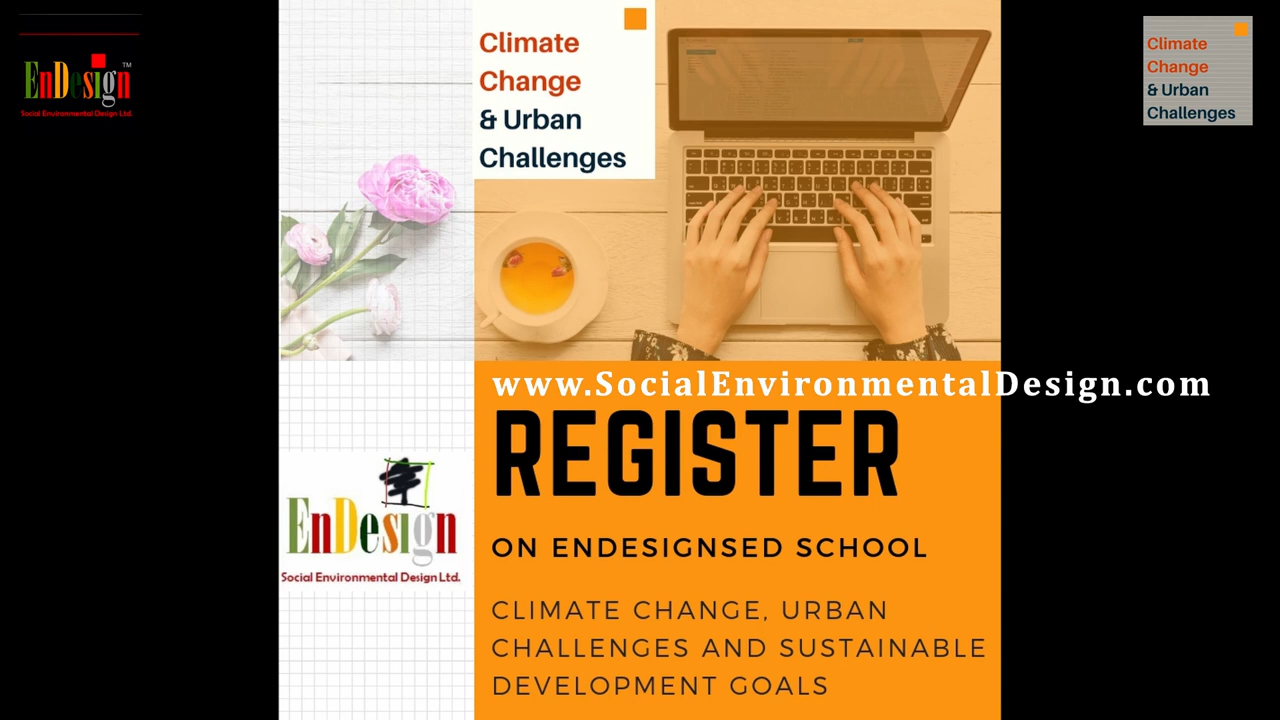 EnDesign TM
Social Environmental Design Ltd.
Climate
Change
& Urban
Challenges
Climate
Change
& Urban
Challenges
www.SocialEnvironmentalDesign.com
REGISTER
ON ENDESIGNSED SCHOOL
CLIMATE CHANGE, URBAN
CHALLENGES AND SUSTAINABLE
DEVELOPMENT GOALS
EnDesign
Social Environmental Design Ltd.